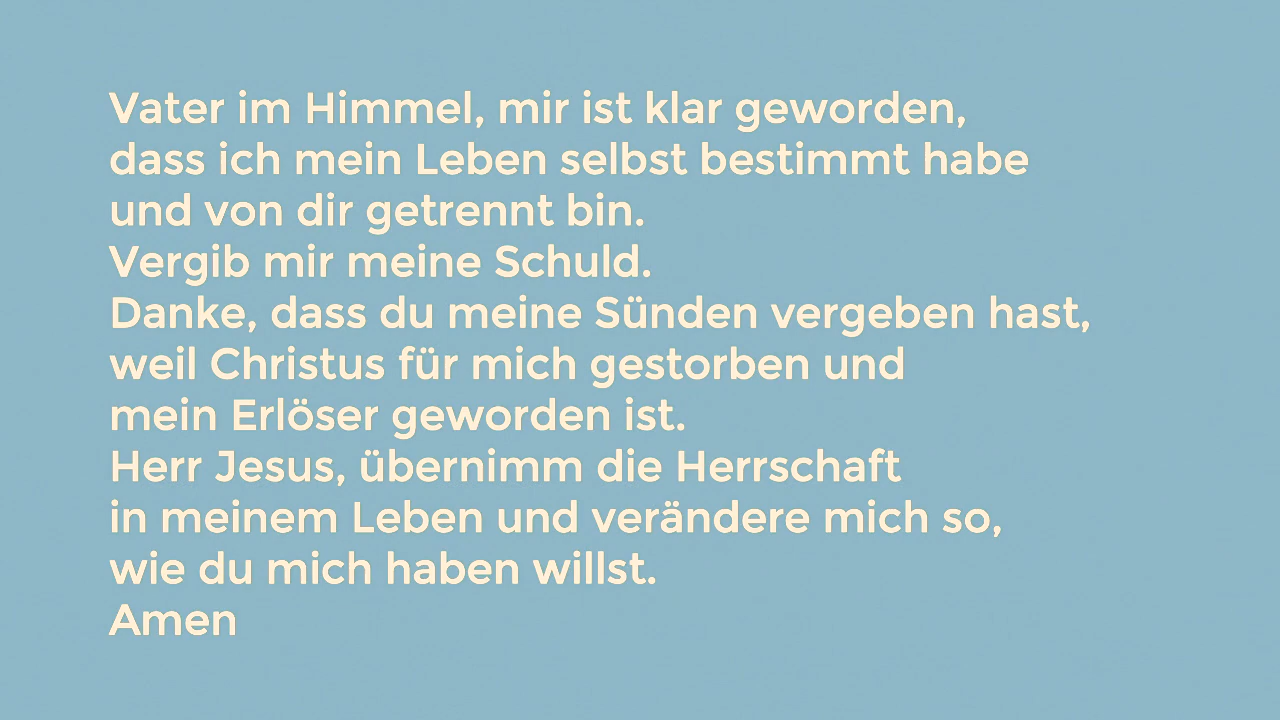 Vater im Himmel, mir ist klar geworden,
dass ich mein Leben selbst bestimmt habe
und von dir getrennt bin.
Vergib mir meine Schuld.
Danke, dass du meine Sünden vergeben hast,
weil Christus für mich gestorben und
mein Erlöser geworden ist.
Herr Jesus, übernimm die Herrschaft
in meinem Leben und verändere mich so,
wie du mich haben willst.
Amen